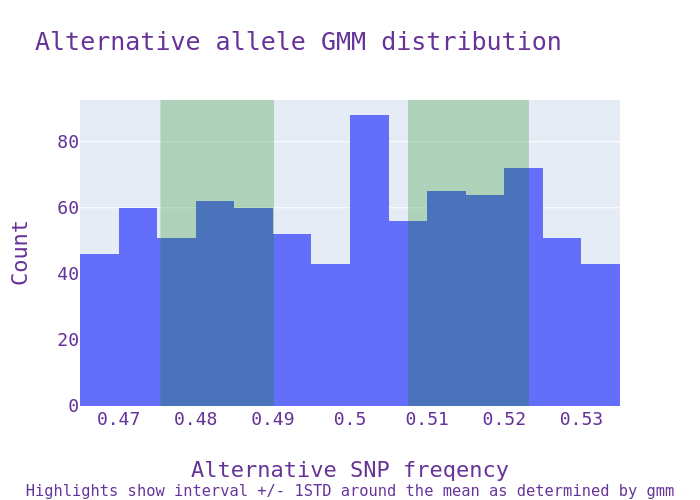 Alternative allele GMM distribution
80
60
40
20
0
Count
0.47 0.48 0.49 0.5 0.51 0.52 0.53
Alternative SNP freqency
Highlights show interval +/- 1STD around the mean as determined by gmm